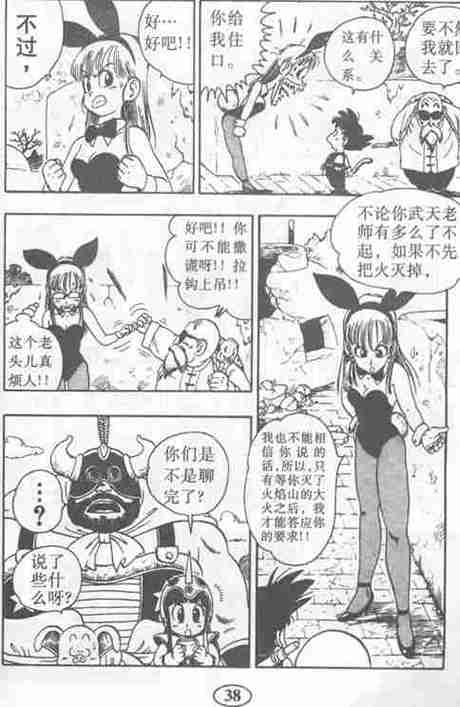 要不然
我就回
去了。
这有什
么关
系。
你给
我住
口。
好…
好吧!!
不过，
不论你武天老
师有多么了不
起，如果不先
把火灭掉，
我也不能相
信你说的
话，所以，只
有等你灭了
火焰山的大
火之后，我
才能答应你
的要求!!
好吧!! 你
可不能撒
谎呀!! 拉
钩上吊!!
这个老
头儿真
烦人!!
你们是
不是聊
完了?
…?
说了
些什
么呀?
38